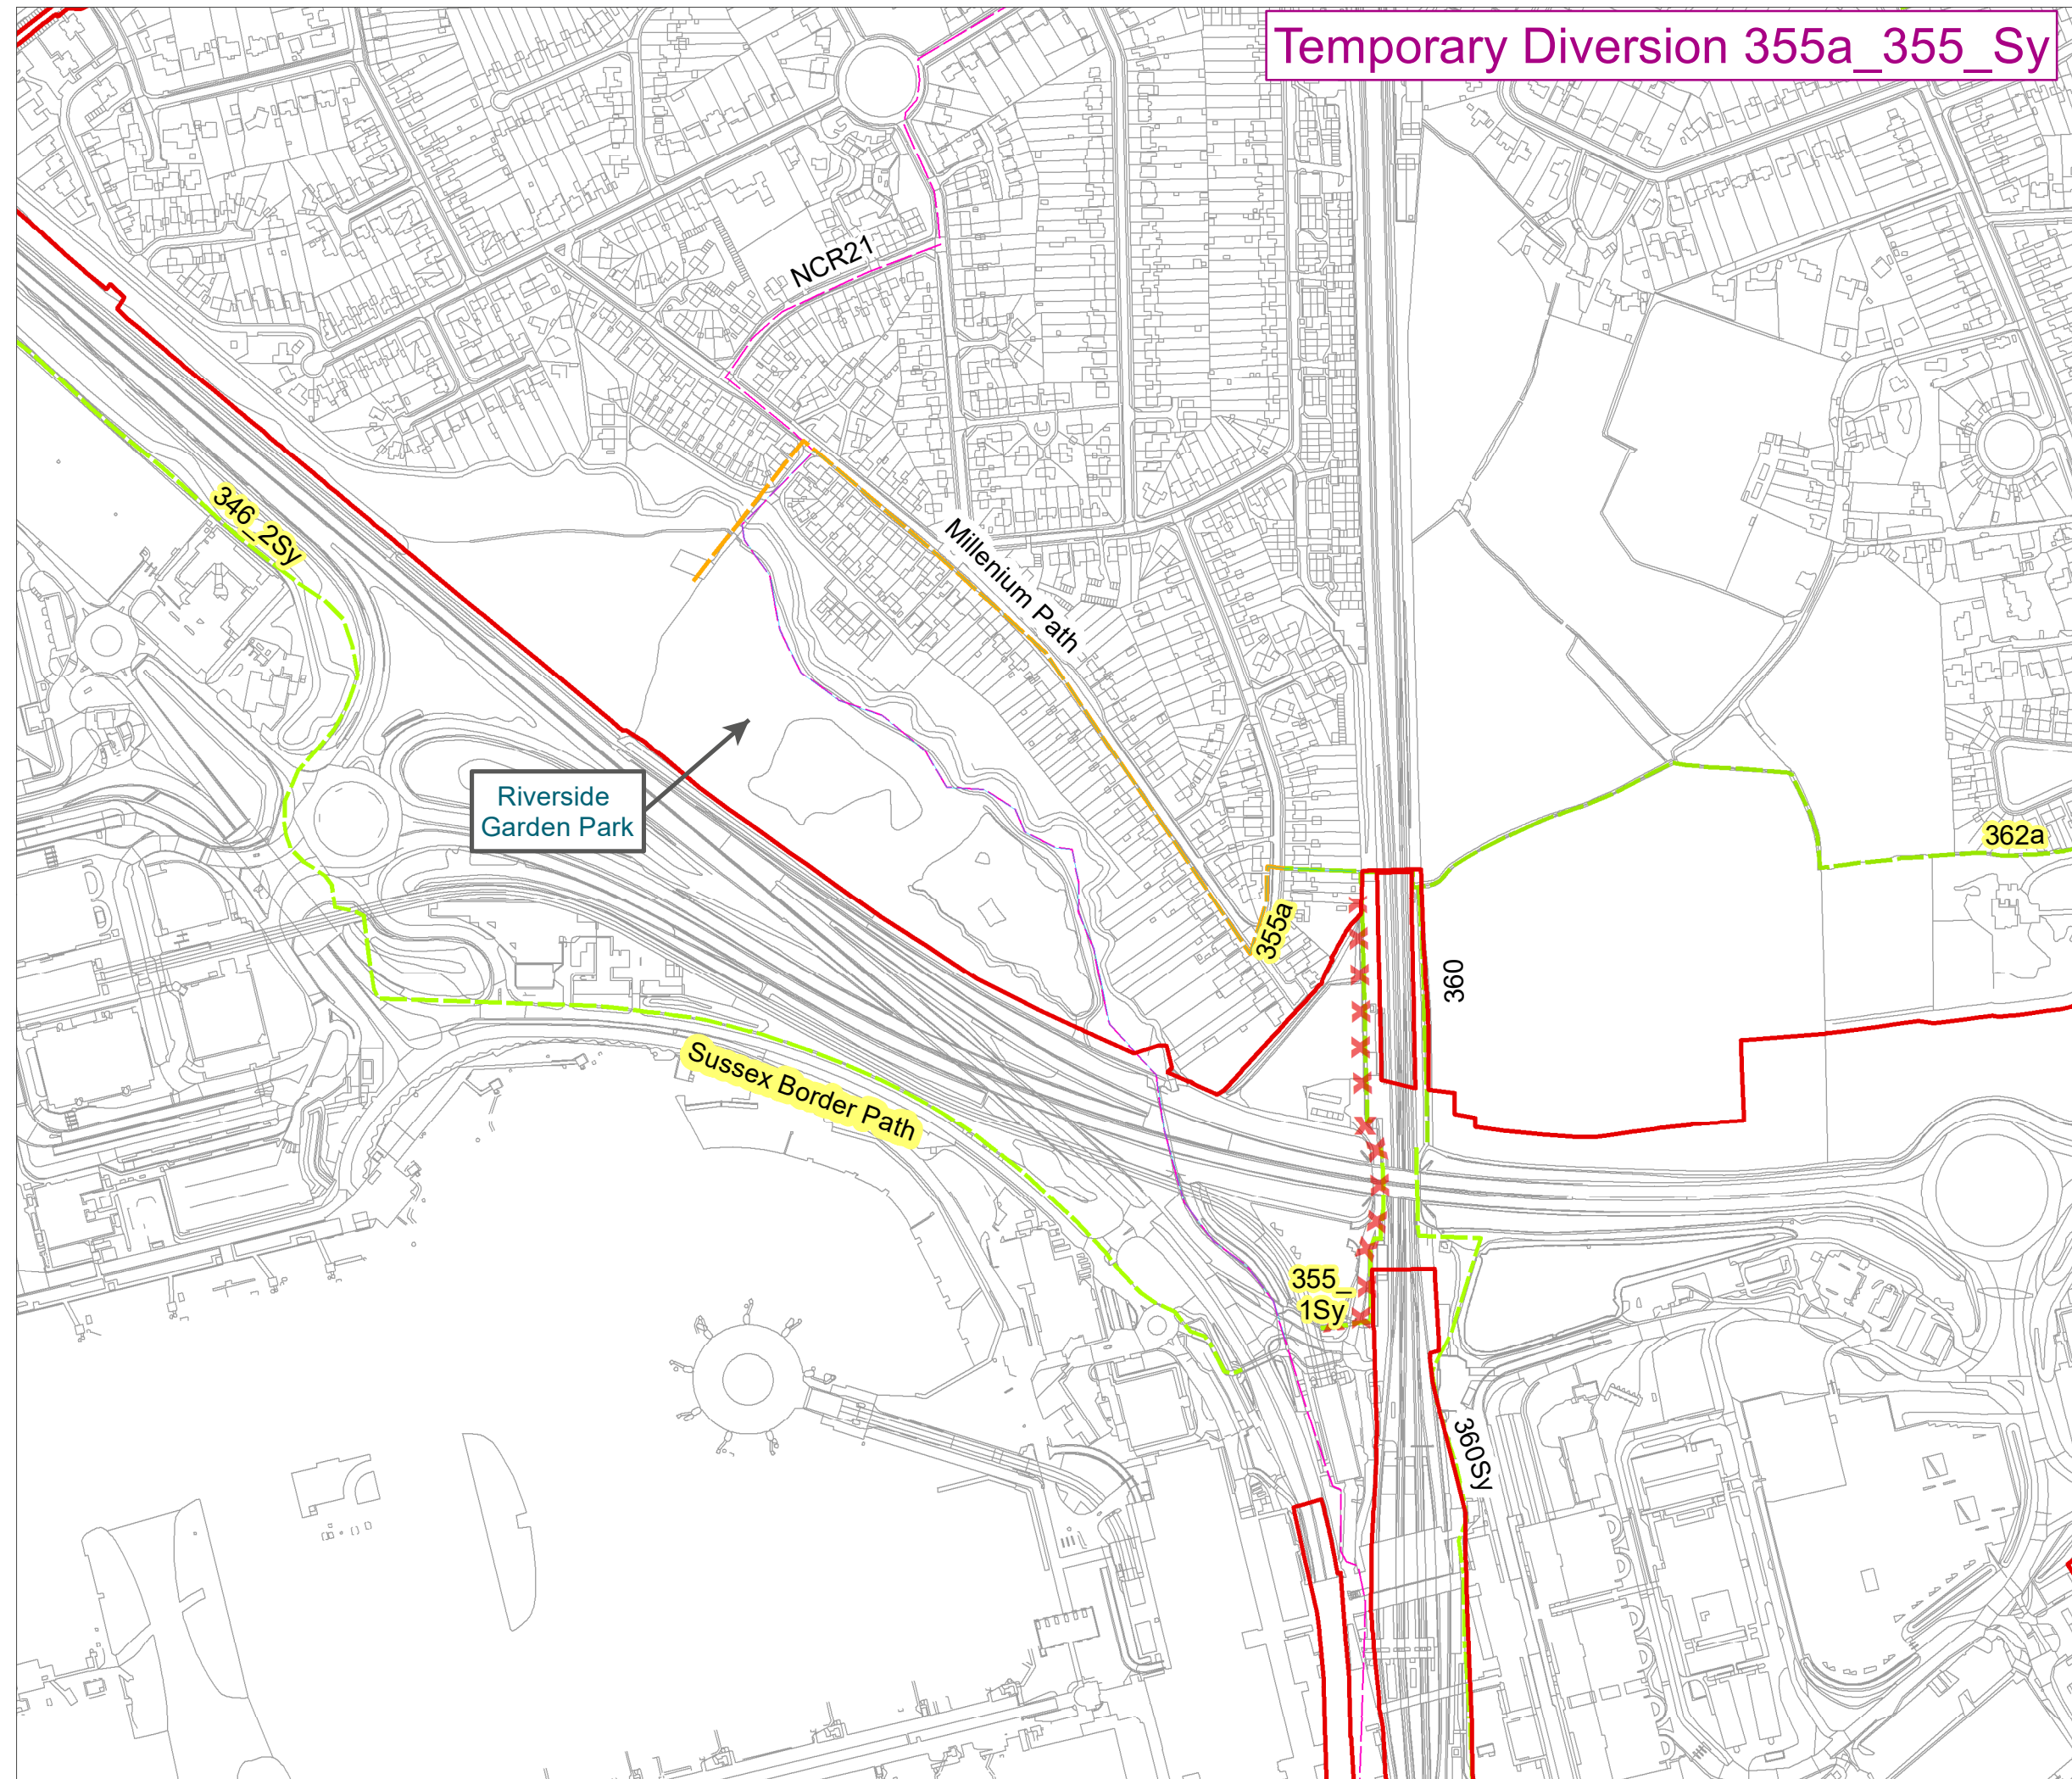 Temporary Diversion 355a_355_Sy
NCR21
346_2Sy
Millenium Path
Riverside
Garden Park
362a
355a
360
Sussex Border Path
355_
1Sy
360Sy